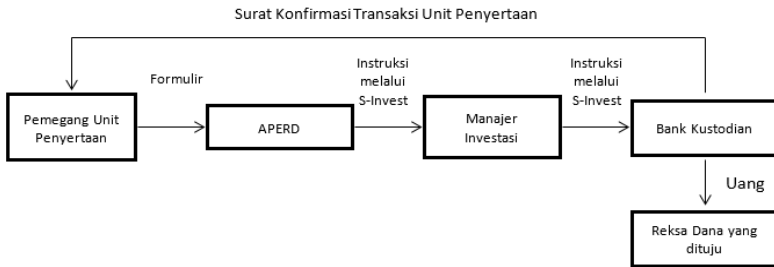 Surat Konfirmasi Transaksi Unit Penyertaan
Formulir
Instruksi
melalui
S-Invest
Instruksi
melalui
S-Invest
Pemegang Unit
Penyertaan
APERD
Manajer
Investasi
Bank Kustodian
Uang
Reksa Dana yang
dituju